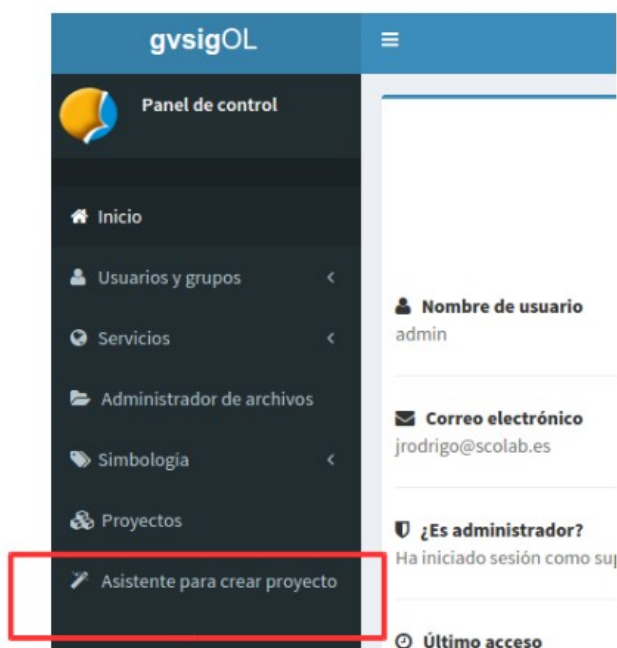 gvsigOL
Panel de control
Inicio
Usuarios y grupos
Servicios
Administrador de archivos
Simbología
Proyectos
Asistente para crear proyecto
Nombre de usuario
admin
Correo electrónico
jrodrigo@scolab.es
¿Es administrador?
Ha iniciado sesión como
Último acceso